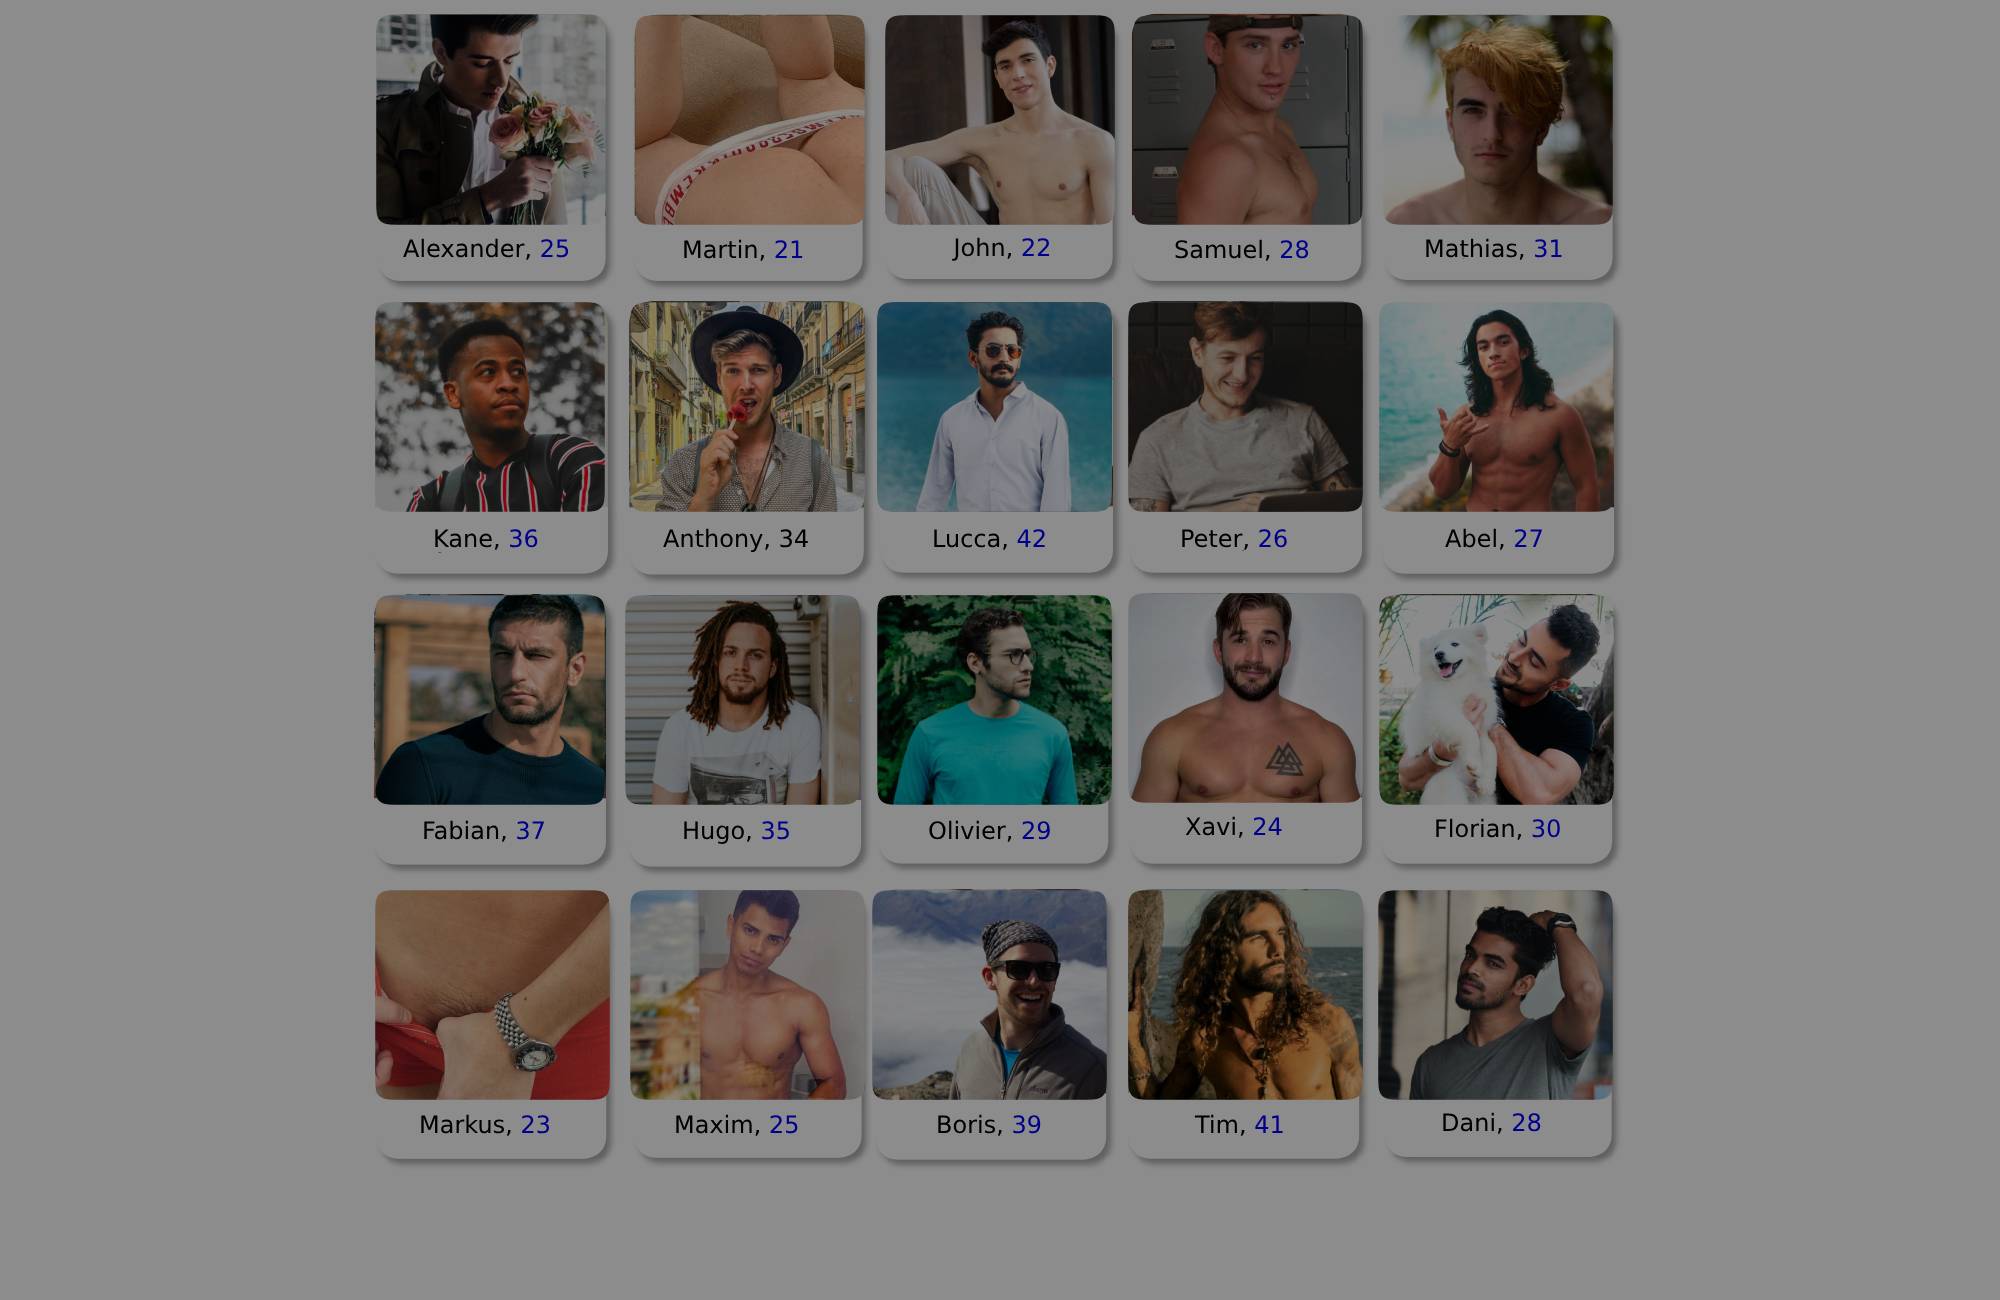 Alexander, 25
Martin, 21
John, 22
Samuel, 28
Mathias, 31
Kane, 36
Anthony, 34
Lucca, 42
Peter, 26
Abel, 27
Fabian, 37
Hugo, 35
Olivier, 29
Xavi, 24
Florian, 30
Markus, 23
Maxim, 25
Boris, 39
Tim, 41
Dani, 28